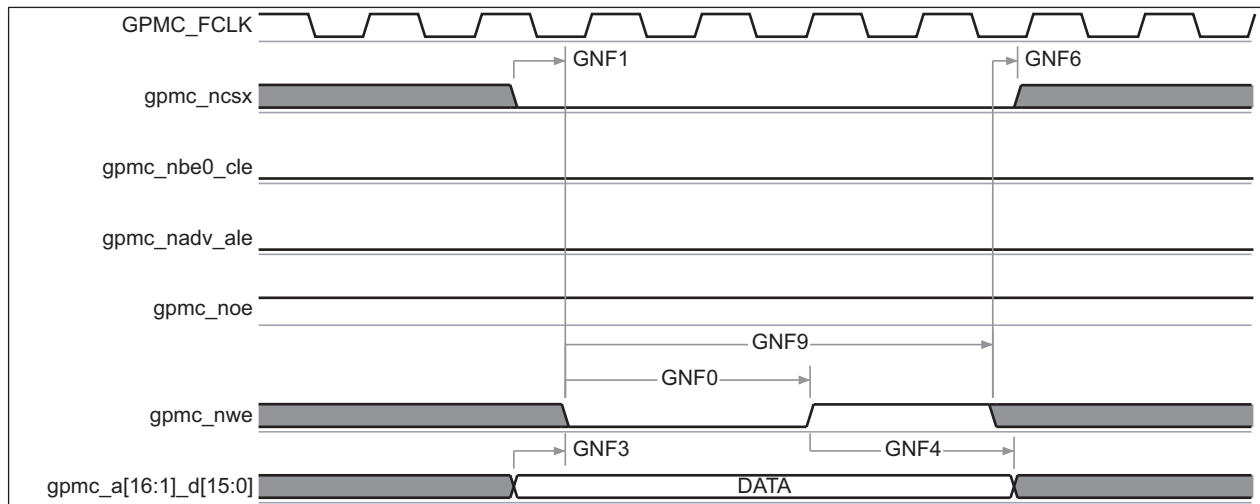 GPMC_FCLK
GNF1
GNF6
gpmc_ncsx
gpmc_nbe0_cle
gpmc_nadv_ale
gpmc_noe
GNF9
GNF0
gpmc_nwe
GNF3
GNF4
gpmc_a[16:1]_d[15:0]
DATA